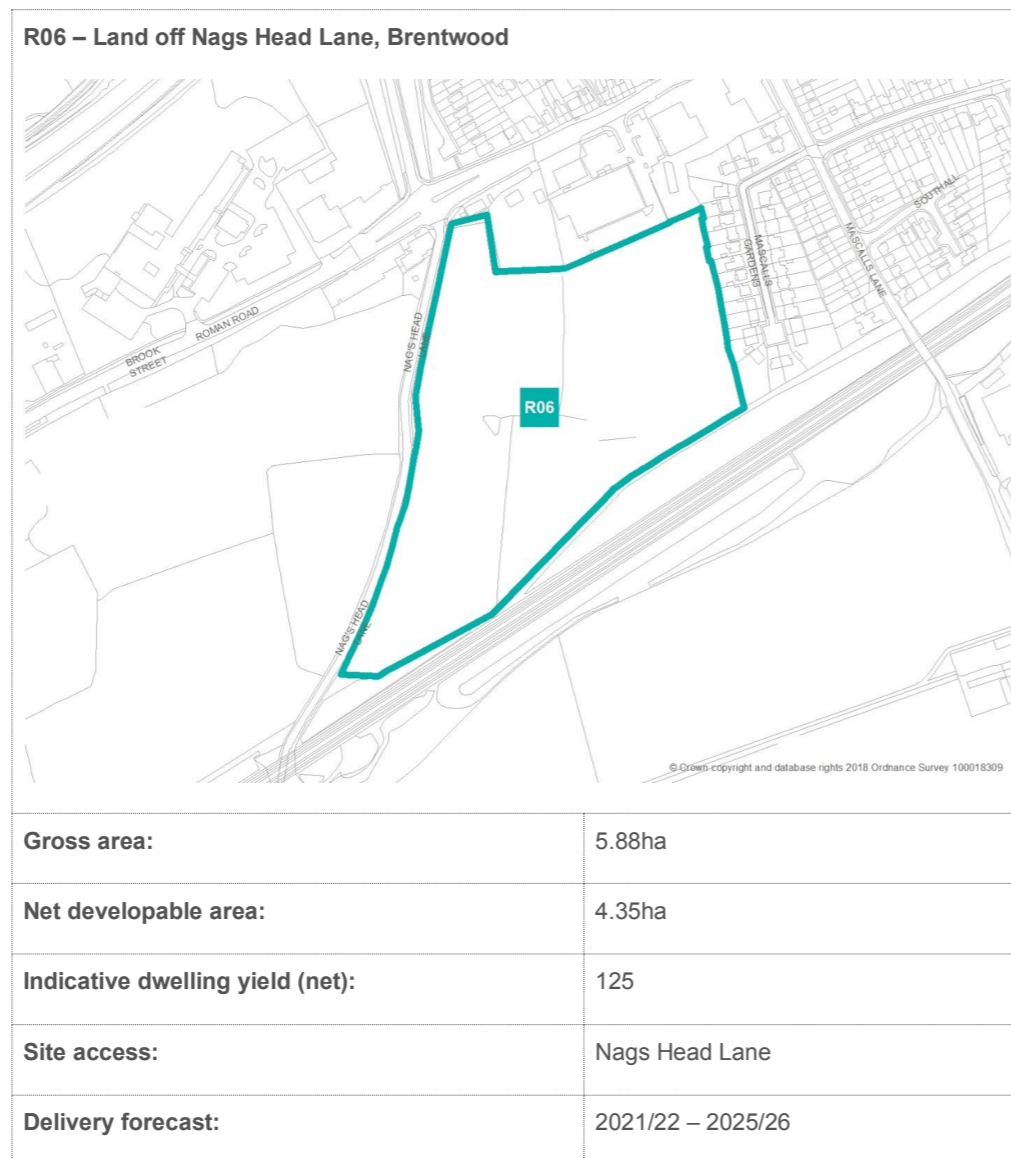 R06 – Land off Nags Head Lane, Brentwood
SOUTHALL
MASCALLS
GARDENS
MASCALLS LANE
NAG'S HEAD
LANE
ROMAN ROAD
BROOK
STREET
R06
NAG'S HEAD
LANE
© Crown copyright and database rights 2018 Ordnance Survey 100018309
Gross area: 5.88ha
Net developable area: 4.35ha
Indicative dwelling yield (net): 125
Site access: Nags Head Lane
Delivery forecast: 2021/22 – 2025/26